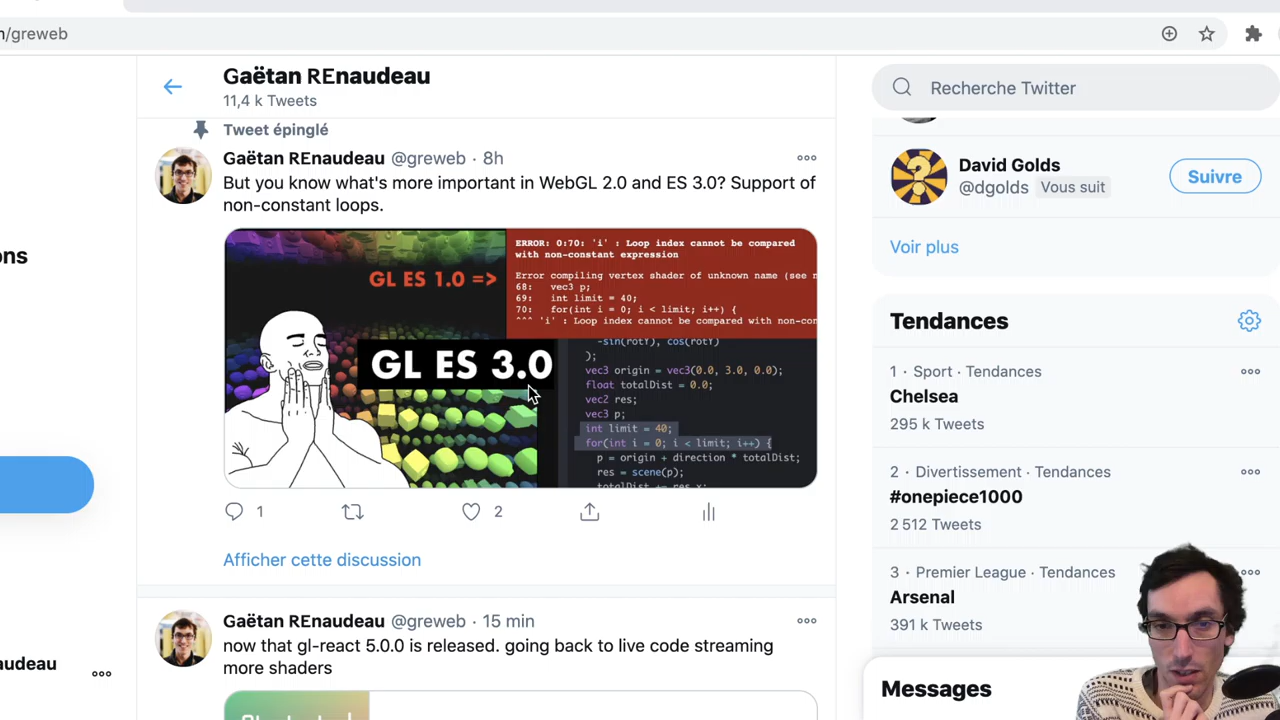 /greweb
Gaëtan REnaudeau
11,4 k Tweets
Tweet épinglé
Gaëtan REnaudeau @greweb · 8h
But you know what's more important in WebGL 2.0 and ES 3.0? Support of
non-constant loops.
GL ES 1.0 =>
ERROR: 0:70: 'i' : Loop index cannot be compared
with non-constant expression
Error compiling vertex shader of unknown name (see
68: vec3 p;
69: int limit = 40;
70: for(int i = 0; i < limit; i++) {
^^^ 'i' : Loop index cannot be compared with
GL ES 3.0
-sin(rotY), cos(rotY)
);
vec3 origin = vec3(0.0, 3.0, 0.0);
float totalDist = 0.0;
vec2 res;
vec3 p;
int limit = 40;
for(int i = 0; i < limit; i++) {
p = origin + direction * totalDist;
res = scene(p);
totalDist += res.x;
1
2
Afficher cette discussion
Gaëtan REnaudeau @greweb · 15 min
now that gl-react 5.0.0 is released. going back to live code streaming
more shaders
Recherche Twitter
David Golds
@dgolds Vous suit
Suivre
Voir plus
Tendances
1 · Sport · Tendances
Chelsea
295 k Tweets
2 · Divertissement · Tendances
#onepiece1000
2 512 Tweets
3 · Premier League · Tendances
Arsenal
391 k Tweets
Messages
ons
audeau